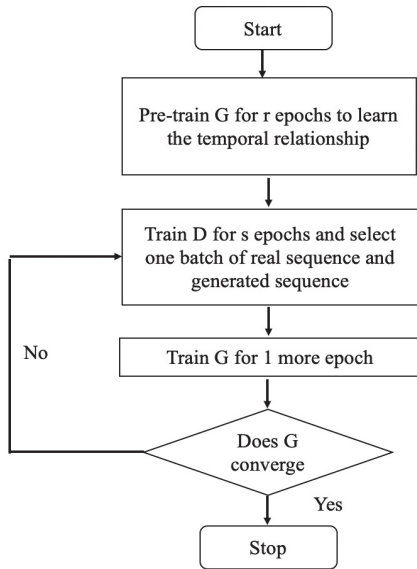 Start
Pre-train G for r epochs to learn
the temporal relationship
Train D for s epochs and select
one batch of real sequence and
generated sequence
No
Train G for 1 more epoch
Does G
converge
Yes
Stop